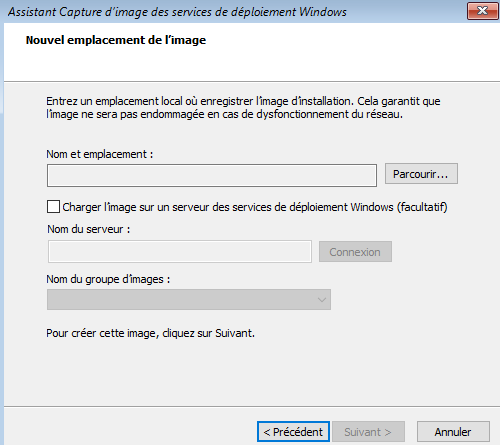 Assistant Capture d'image des services de déploiement Windows
Nouvel emplacement de l'image
Entrez un emplacement local où enregistrer l'image d'installation. Cela garantit que
l'image ne sera pas endommagée en cas de dysfonctionnement du réseau.
Nom et emplacement :
Parcourir...
Charger l'image sur un serveur des services de déploiement Windows (facultatif)
Nom du serveur :
Connexion
Nom du groupe d'images :
Pour créer cette image, cliquez sur Suivant.
< Précédent Suivant > Annuler